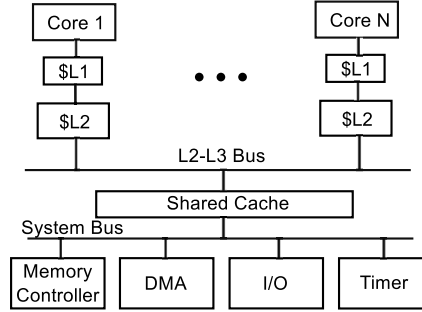 Core 1
Core N
$L1
$L1
• • •
$L2
$L2
L2-L3 Bus
Shared Cache
System Bus
Memory
Controller
DMA
I/O
Timer